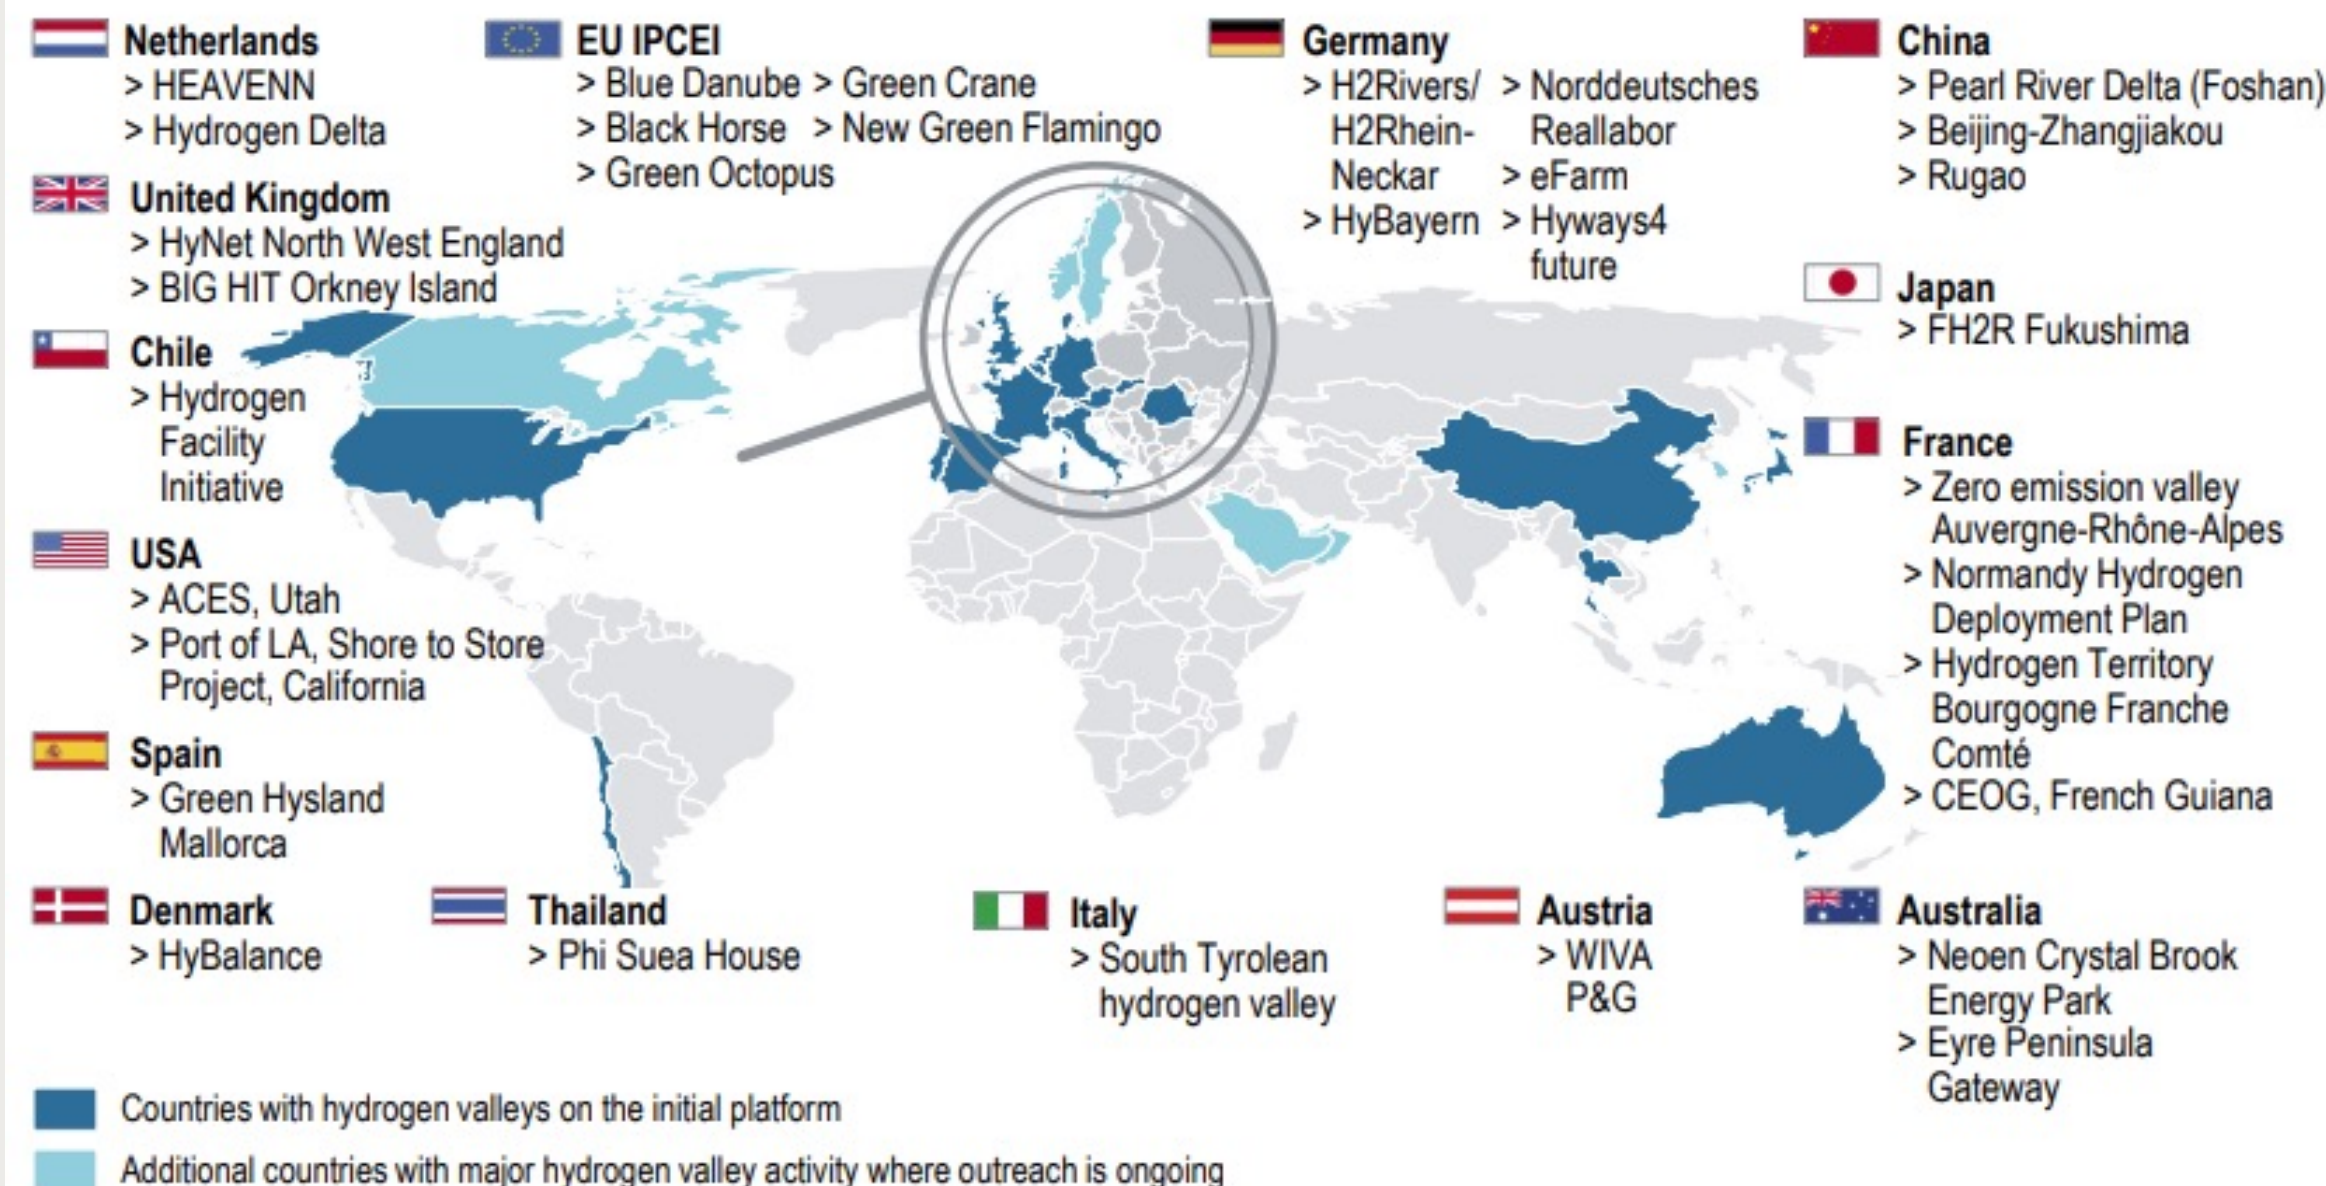 Netherlands
> HEAVENN
> Hydrogen Delta
EU IPCEI
> Blue Danube > Green Crane
> Black Horse > New Green Flamingo
> Green Octopus
United Kingdom
> HyNet North West England
> BIG HIT Orkney Island
Chile
> Hydrogen
Facility
Initiative
USA
> ACES, Utah
> Port of LA, Shore to Store
Project, California
Spain
> Green Hysland
Mallorca
Denmark
> HyBalance
Thailand
> Phi Suea House
Italy
> South Tyrolean
hydrogen valley
Austria
> WIVA
P&G
Germany
> H2Rivers/
H2Rhein-
Neckar
> HyBayern
> Norddeutsches
Reallabor
> eFarm
> Hyways4
future
China
> Pearl River Delta (Foshan)
> Beijing-Zhangjiakou
> Rugao
Japan
> FH2R Fukushima
France
> Zero emission valley
Auvergne-Rhône-Alpes
> Normandy Hydrogen
Deployment Plan
> Hydrogen Territory
Bourgogne Franche
Comté
> CEOG, French Guiana
Australia
> Neoen Crystal Brook
Energy Park
> Eyre Peninsula
Gateway
Countries with hydrogen valleys on the initial platform
Additional countries with major hydrogen valley activity where outreach is ongoing